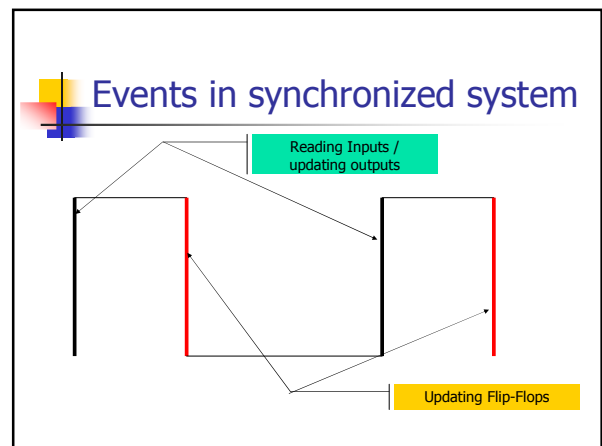 Events in synchronized system
Reading Inputs /
updating outputs
Updating Flip-Flops